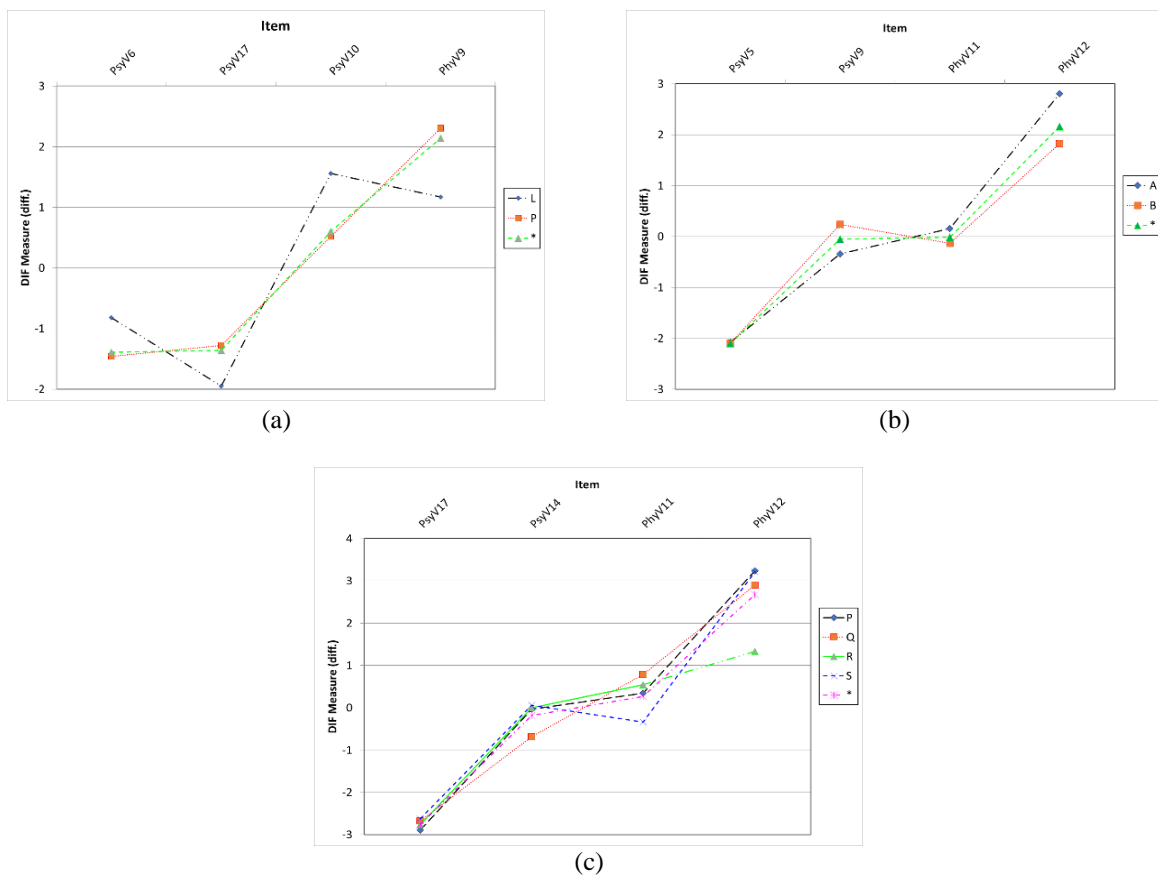 Item
PsyV6 PsyV17 PsyV10 PhyV9
3
2
1
0
-1
-2
DIF Measure (diff.)
L
P
*
(a)
Item
PsyV5 PsyV9 PhyV11 PhyV12
3
2
1
0
-1
-2
-3
DIF Measure (diff.)
A
B
*
(b)
Item
PsyV17 PsyV14 PhyV11 PhyV12
4
3
2
1
0
-1
-2
-3
DIF Measure (diff.)
P
Q
R
S
*
(c)